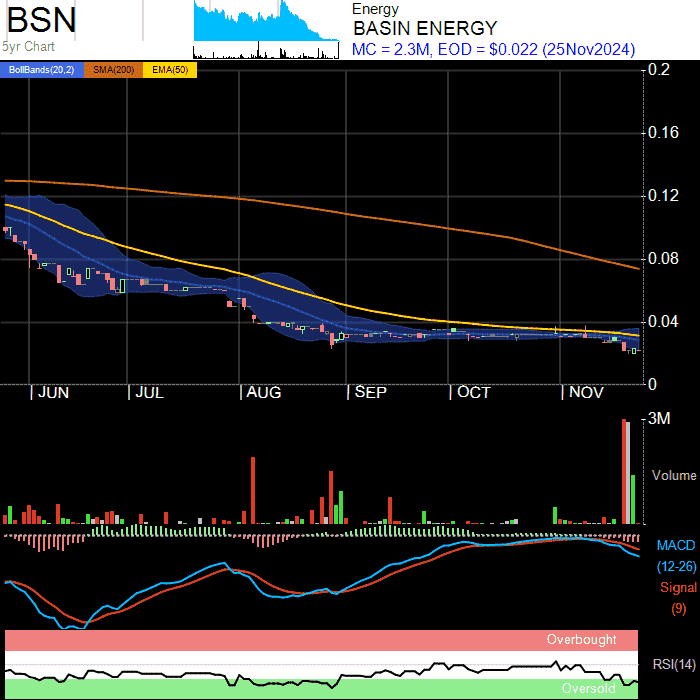 BSN
5yr Chart
Energy
BASIN ENERGY
MC = 2.3M, EOD = $0.022 (25Nov2024)
BollBands(20,2) SMA(200) EMA(50)
0.2
0.16
0.12
0.08
0.04
0
JUN JUL AUG SEP OCT NOV
3M
Volume
MACD
(12-26)
Signal
(9)
Overbought
RSI(14)
Oversold